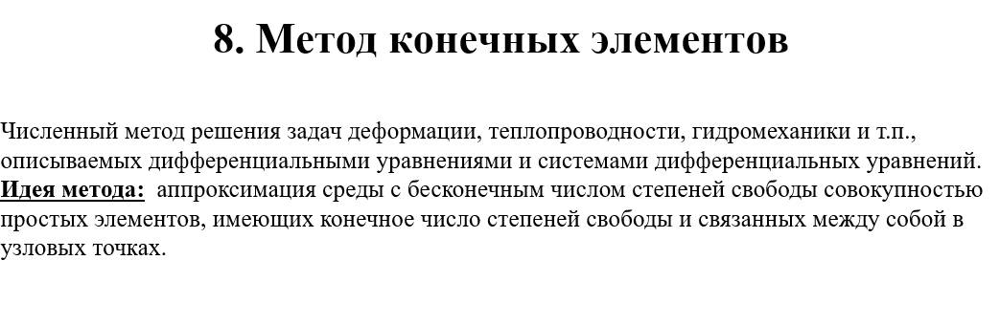 8. Метод конечных элементов
Численный метод решения задач деформации, теплопроводности, гидромеханики и т.п.,
описываемых дифференциальными уравнениями и системами дифференциальных уравнений.
Идея метода: аппроксимация среды с бесконечным числом степеней свободы совокупностью
простых элементов, имеющих конечное число степеней свободы и связанных между собой в
узловых точках.